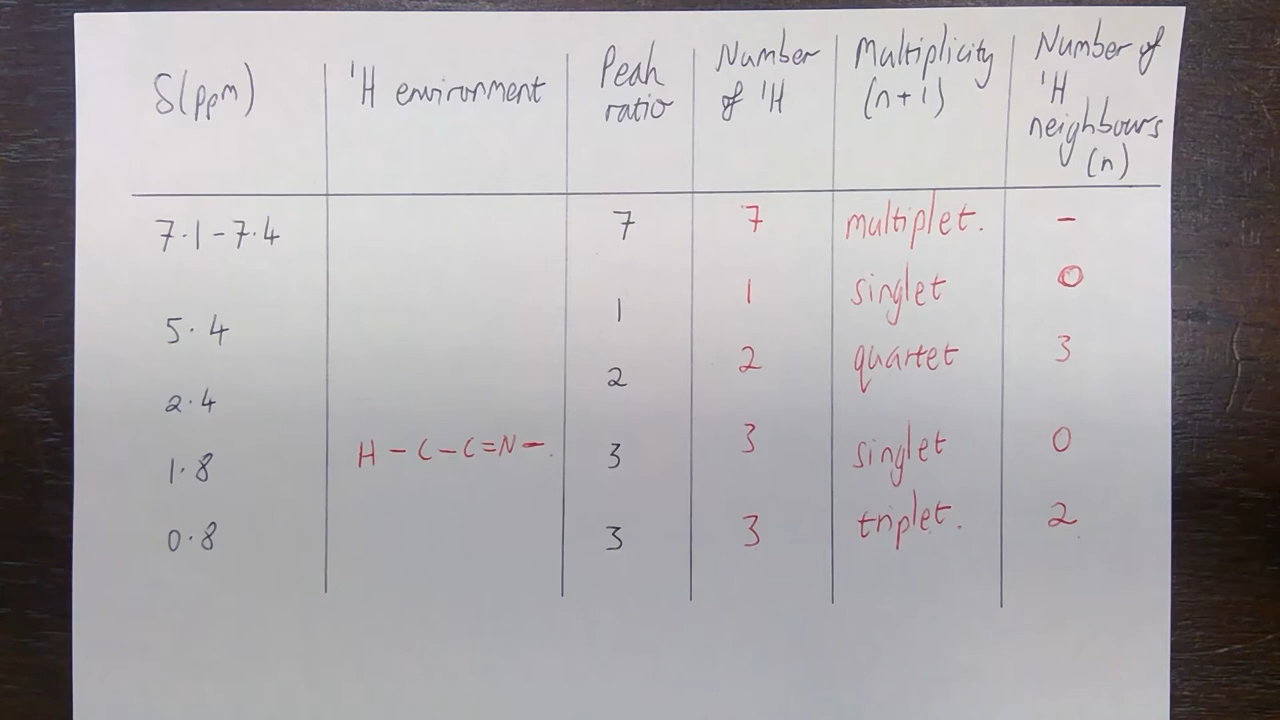 δ(ppm) ¹H environment Peak ratio Number of ¹H Multiplicity (n+1) Number of ¹H neighbours (n)
7.1-7.4 7 7 multiplet. -
5.4 1 1 singlet 0
2.4 2 2 quartet 3
1.8 H-C-C=N- 3 3 singlet 0
0.8 3 3 triplet. 2